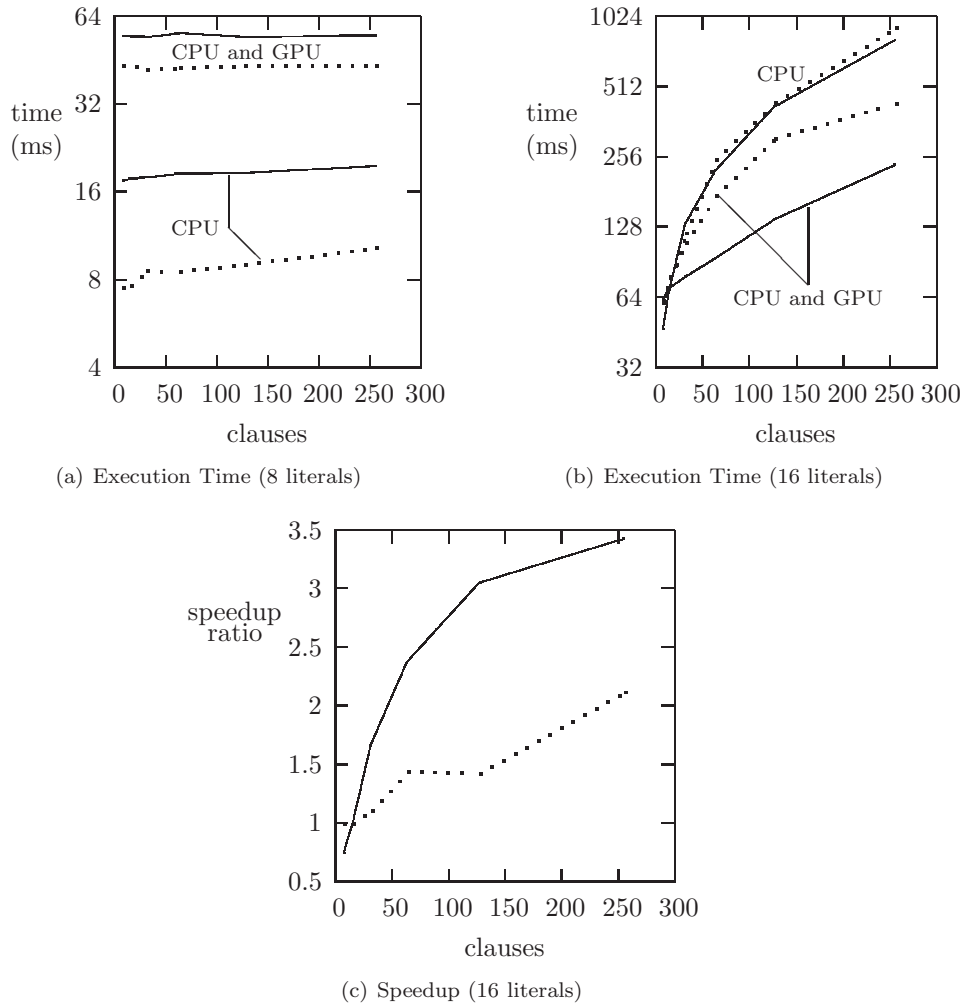 64
32
16
8
4
time
(ms)
CPU and GPU
CPU
0 50 100 150 200 250 300
clauses
(a) Execution Time (8 literals)
1024
512
256
128
64
32
time
(ms)
CPU
CPU and GPU
0 50 100 150 200 250 300
clauses
(b) Execution Time (16 literals)
3.5
3
2.5
2
1.5
1
0.5
speedup
ratio
0 50 100 150 200 250 300
clauses
(c) Speedup (16 literals)